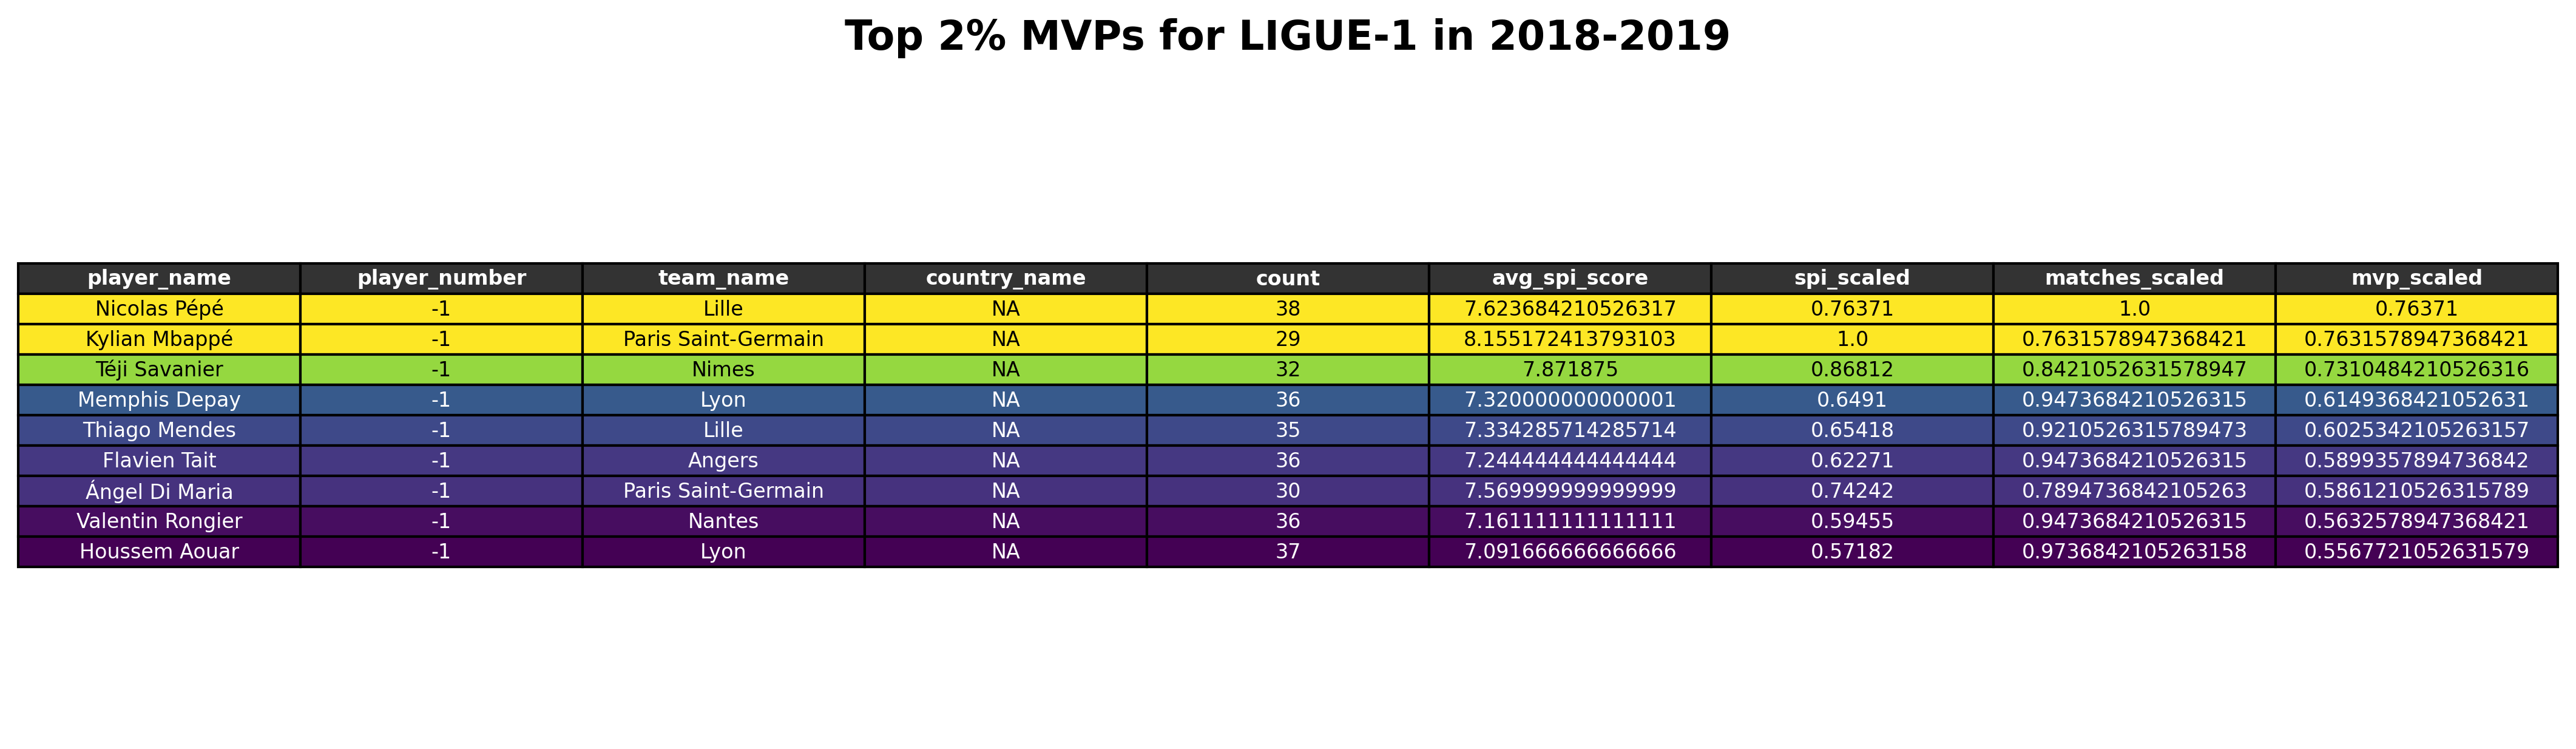 Top 2% MVPs for LIGUE-1 in 2018-2019
player_name player_number team_name country_name count avg_spi_score spi_scaled matches_scaled mvp_scaled
Nicolas Pépé -1 Lille NA 38 7.623684210526317 0.76371 1.0 0.76371
Kylian Mbappé -1 Paris Saint-Germain NA 29 8.155172413793103 1.0 0.7631578947368421 0.7631578947368421
Téji Savanier -1 Nimes NA 32 7.871875 0.86812 0.8421052631578947 0.7310484210526316
Memphis Depay -1 Lyon NA 36 7.320000000000001 0.6491 0.9473684210526315 0.6149368421052631
Thiago Mendes -1 Lille NA 35 7.334285714285714 0.65418 0.9210526315789473 0.6025342105263157
Flavien Tait -1 Angers NA 36 7.244444444444444 0.62271 0.9473684210526315 0.5899357894736842
Ángel Di Maria -1 Paris Saint-Germain NA 30 7.569999999999999 0.74242 0.7894736842105263 0.5861210526315789
Valentin Rongier -1 Nantes NA 36 7.161111111111111 0.59455 0.9473684210526315 0.5632578947368421
Houssem Aouar -1 Lyon NA 37 7.091666666666666 0.57182 0.9736842105263158 0.5567721052631579